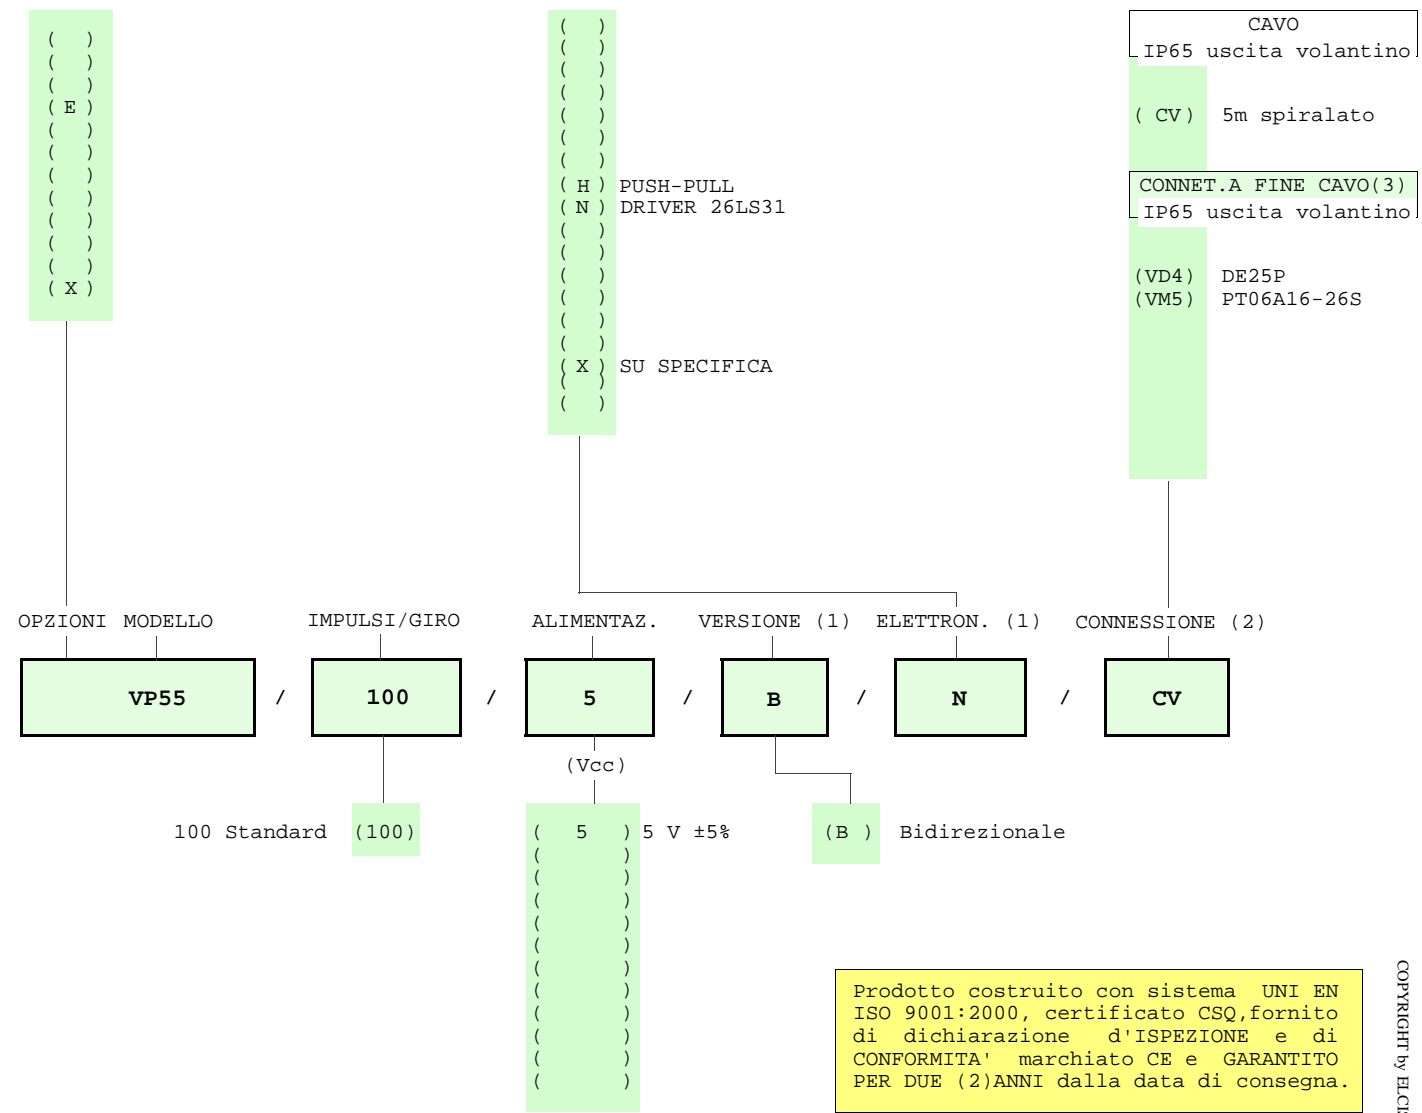 ( )
( )
( )
( E )
( )
( )
( )
( )
( )
( )
( )
( X )
( )
( )
( )
( )
( )
( )
( )
( H ) PUSH-PULL
( N ) DRIVER 26LS31
( )
( )
( )
( )
( )
( )
( X ) SU SPECIFICA
( )
( )
CAVO
IP65 uscita volantino
( CV ) 5m spiralato
CONNET.A FINE CAVO(3)
IP65 uscita volantino
(VD4) DE25P
(VM5) PT06A16-26S
OPZIONI MODELLO IMPULSI/GIRO ALIMENTAZ. VERSIONE (1) ELETTRON. (1) CONNESSIONE (2)
VP55 / 100 / 5 / B / N / CV
(Vcc)
100 Standard (100) ( 5 ) 5 V ±5% (B ) Bidirezionale
( )
( )
( )
( )
( )
( )
( )
( )
( )
( )
( )
Prodotto costruito con sistema UNI EN
ISO 9001:2000, certificato CSQ,fornito
di dichiarazione d'ISPEZIONE e di
CONFORMITA' marchiato CE e GARANTITO
PER DUE (2)ANNI dalla data di consegna.
COPYRIGHT by